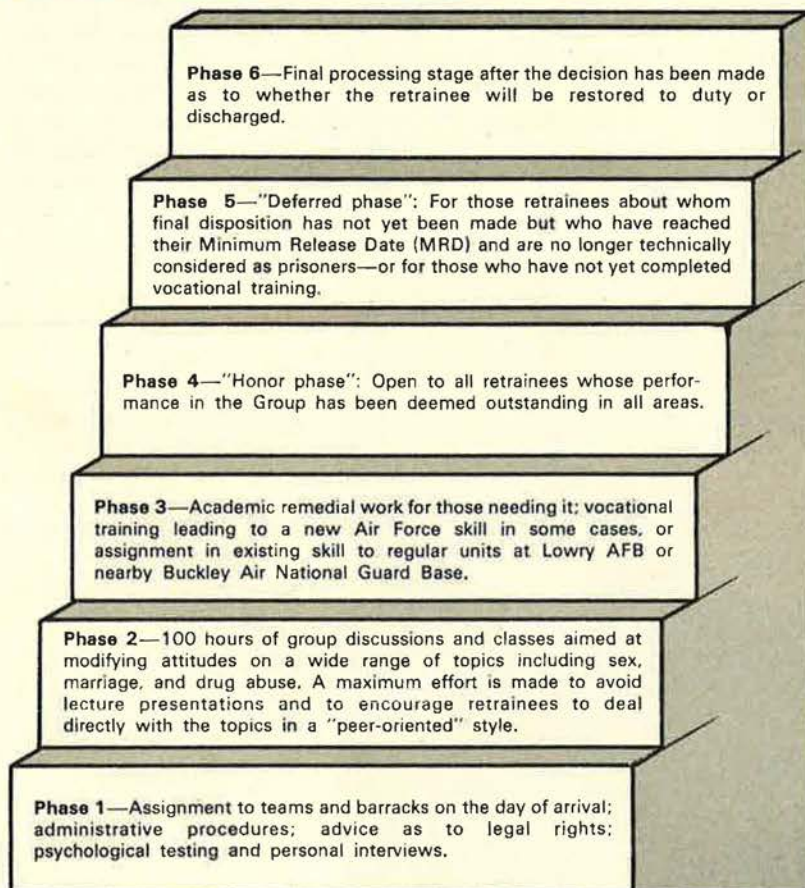 Phase 6—Final processing stage after the decision has been made
as to whether the retrainee will be restored to duty or
discharged.
Phase 5—"Deferred phase": For those retrainees about whom
final disposition has not yet been made but who have reached
their Minimum Release Date (MRD) and are no longer technically
considered as prisoners—or for those who have not yet completed
vocational training.
Phase 4—"Honor phase": Open to all retrainees whose perfor-
mance in the Group has been deemed outstanding in all areas.
Phase 3—Academic remedial work for those needing it; vocational
training leading to a new Air Force skill in some cases, or
assignment in existing skill to regular units at Lowry AFB or
nearby Buckley Air National Guard Base.
Phase 2—100 hours of group discussions and classes aimed at
modifying attitudes on a wide range of topics including sex,
marriage, and drug abuse. A maximum effort is made to avoid
lecture presentations and to encourage retrainees to deal
directly with the topics in a "peer-oriented" style.
Phase 1—Assignment to teams and barracks on the day of arrival;
administrative procedures; advice as to legal rights;
psychological testing and personal interviews.